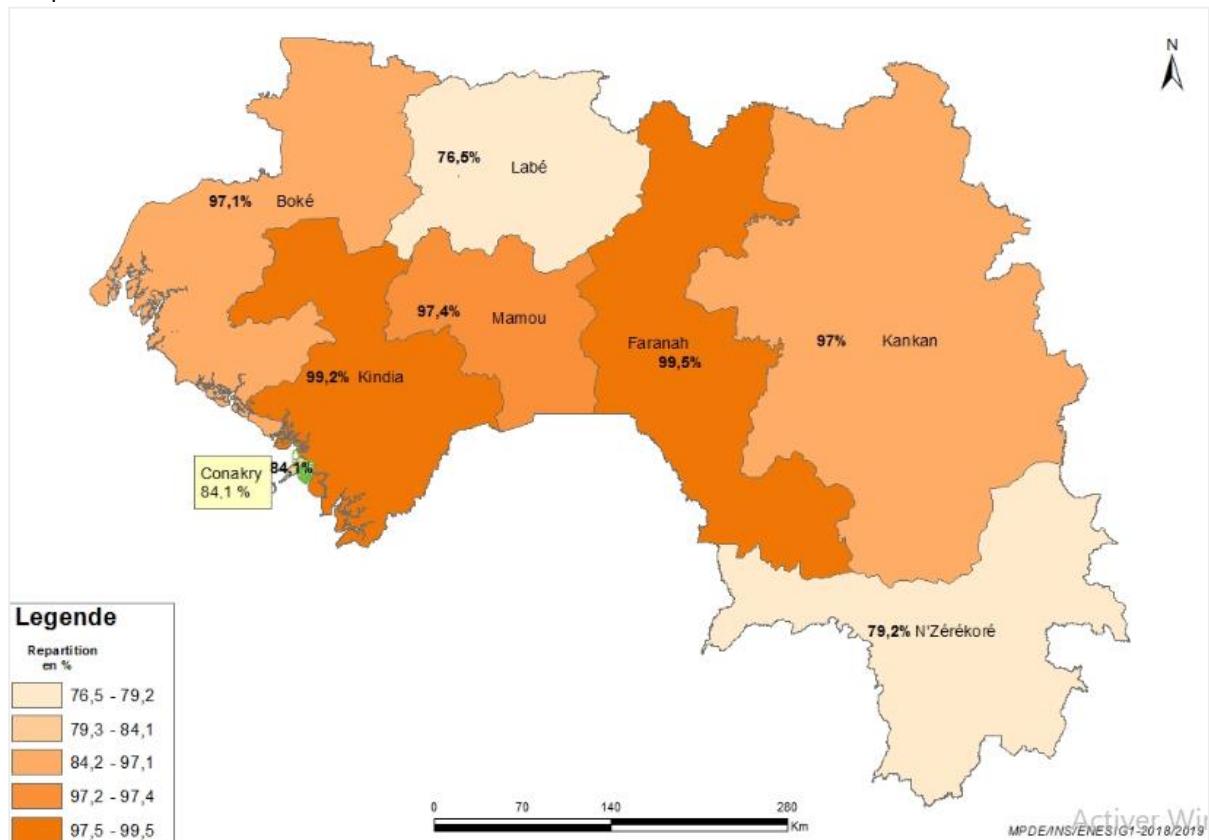 N
76,5%
Labé
97,1% Boké
97,4% Mamou
Faranah
99,5%
97% Kankan
99,2% Kindia
84,1%
Conakry
84,1 %
79,2% N'Zérékoré
Legende
Repartition
en %
76,5 - 79,2
79,3 - 84,1
84,2 - 97,1
97,2 - 97,4
97,5 - 99,5
0 70 140 280
Km
Activer Wi
MPDE/INS/ENESIG1-2018/2019